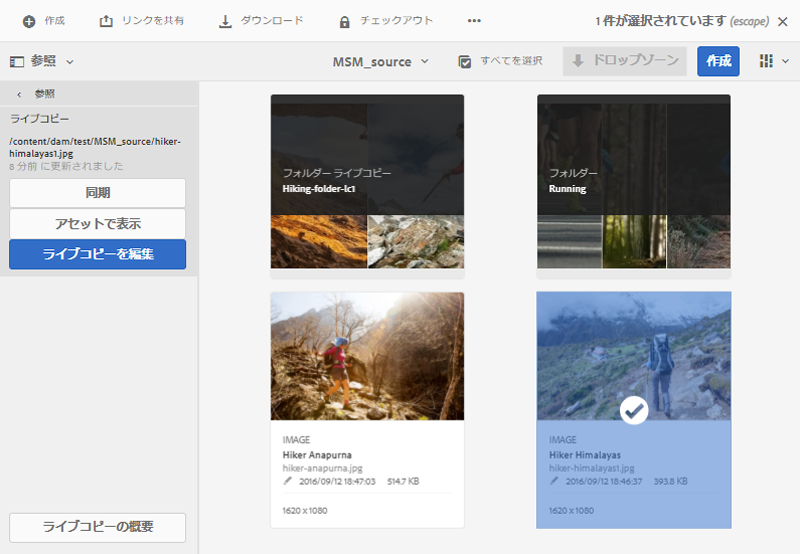 作成
リンクを共有
ダウンロード
チェックアウト
•••
1 件が選択されています (escape)
参照
MSM_source
すべてを選択
ドロップゾーン
作成
参照
ライブコピー
/content/dam/test/MSM_source/hiker-
himalayas1.jpg
8 分前 に更新されました
同期
アセットで表示
ライブコピーを編集
ライブコピーの概要
フォルダー ライブコピー
Hiking-folder-lc1
フォルダー
Running
IMAGE
Hiker Anapurna
hiker-anapurna.jpg
2016/09/12 18:47:03 514.7 KB
1620 x 1080
IMAGE
Hiker Himalayas
hiker-himalayas1.jpg
2016/09/12 18:46:37 393.8 KB
1620 x 1080